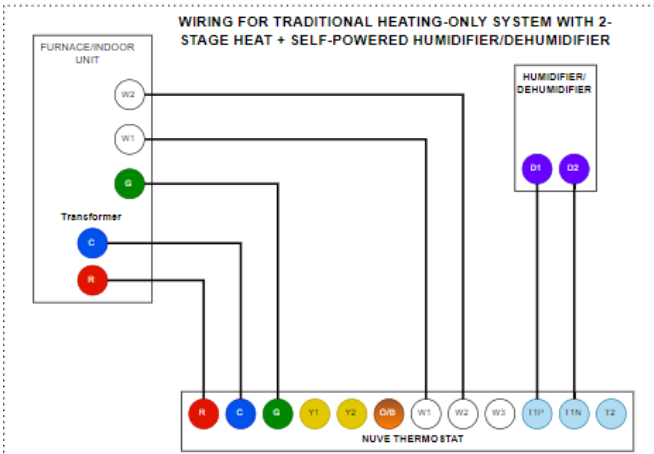 WIRING FOR TRADITIONAL HEATING-ONLY SYSTEM WITH 2-
STAGE HEAT + SELF-POWERED HUMIDIFIER/DEHUMIDIFIER
FURNACE/INDOOR
UNIT
W2
W1
G
Transformer
C
R
HUMIDIFIER/
DEHUMIDIFIER
D1 D2
R C G Y1 Y2 O/B W1 W2 W3 T1P T1N T2
NUVE THERMOSTAT